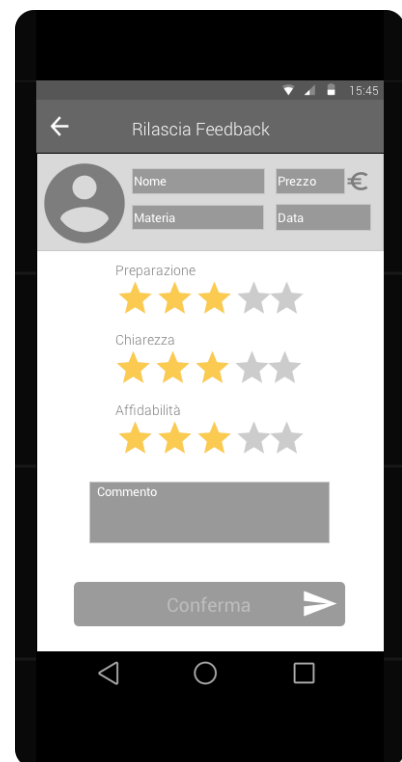 15:45
Rilascia Feedback
Nome
Prezzo €
Materia
Data
Preparazione
Chiarezza
Affidabilità
Commento
Conferma